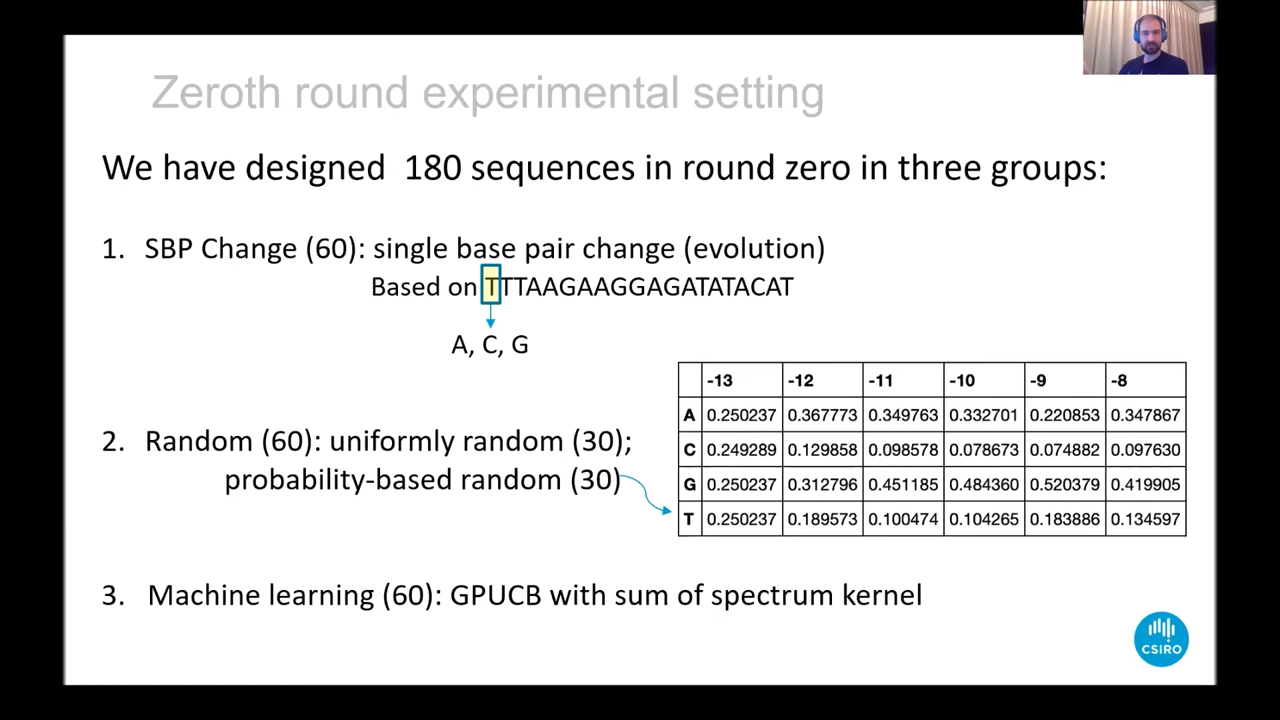 Zeroth round experimental setting
We have designed 180 sequences in round zero in three groups:
1. SBP Change (60): single base pair change (evolution)
Based on TTTAAGAAGGAGATATACAT
A, C, G
2. Random (60): uniformly random (30);
probability-based random (30)
-13 -12 -11 -10 -9 -8
A 0.250237 0.367773 0.349763 0.332701 0.220853 0.347867
C 0.249289 0.129858 0.098578 0.078673 0.074882 0.097630
G 0.250237 0.312796 0.451185 0.484360 0.520379 0.419905
T 0.250237 0.189573 0.100474 0.104265 0.183886 0.134597
3. Machine learning (60): GPUCB with sum of spectrum kernel
CSIRO